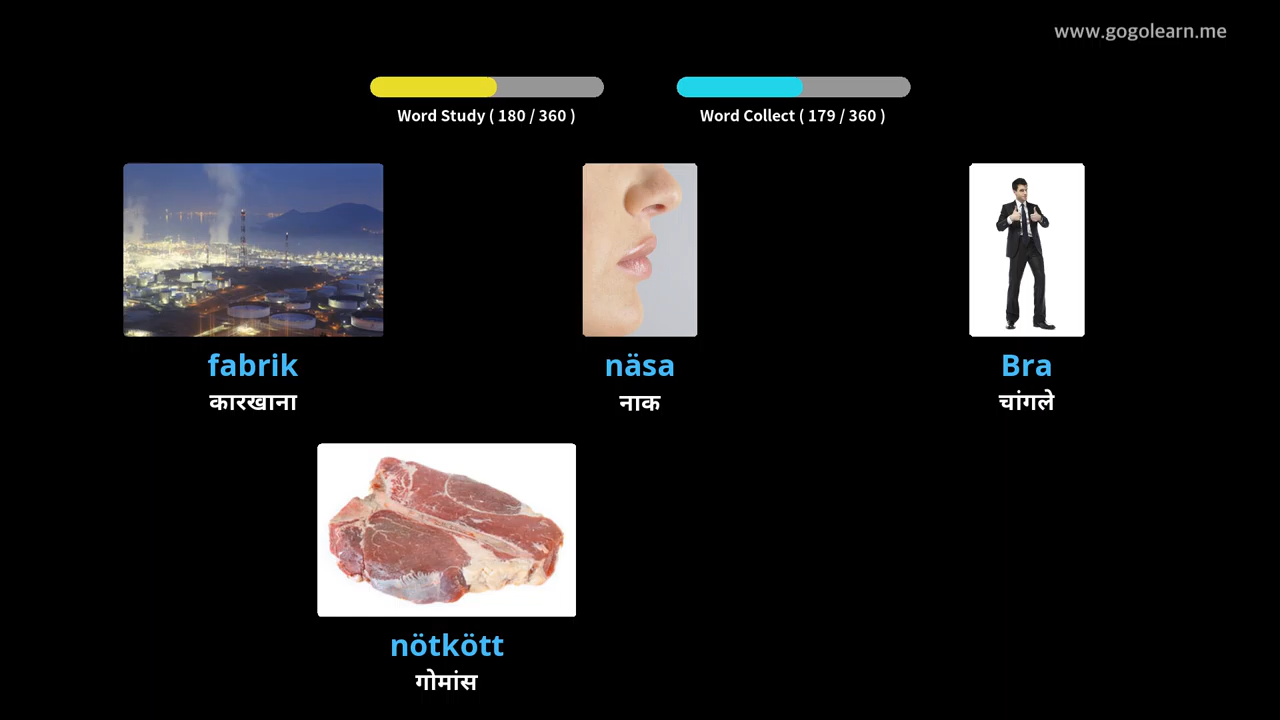 www.gogolearn.me
Word Study ( 180 / 360 )
Word Collect ( 179 / 360 )
fabrik
कारखाना
näsa
नाक
Bra
चांगले
nötkött
गोमांस